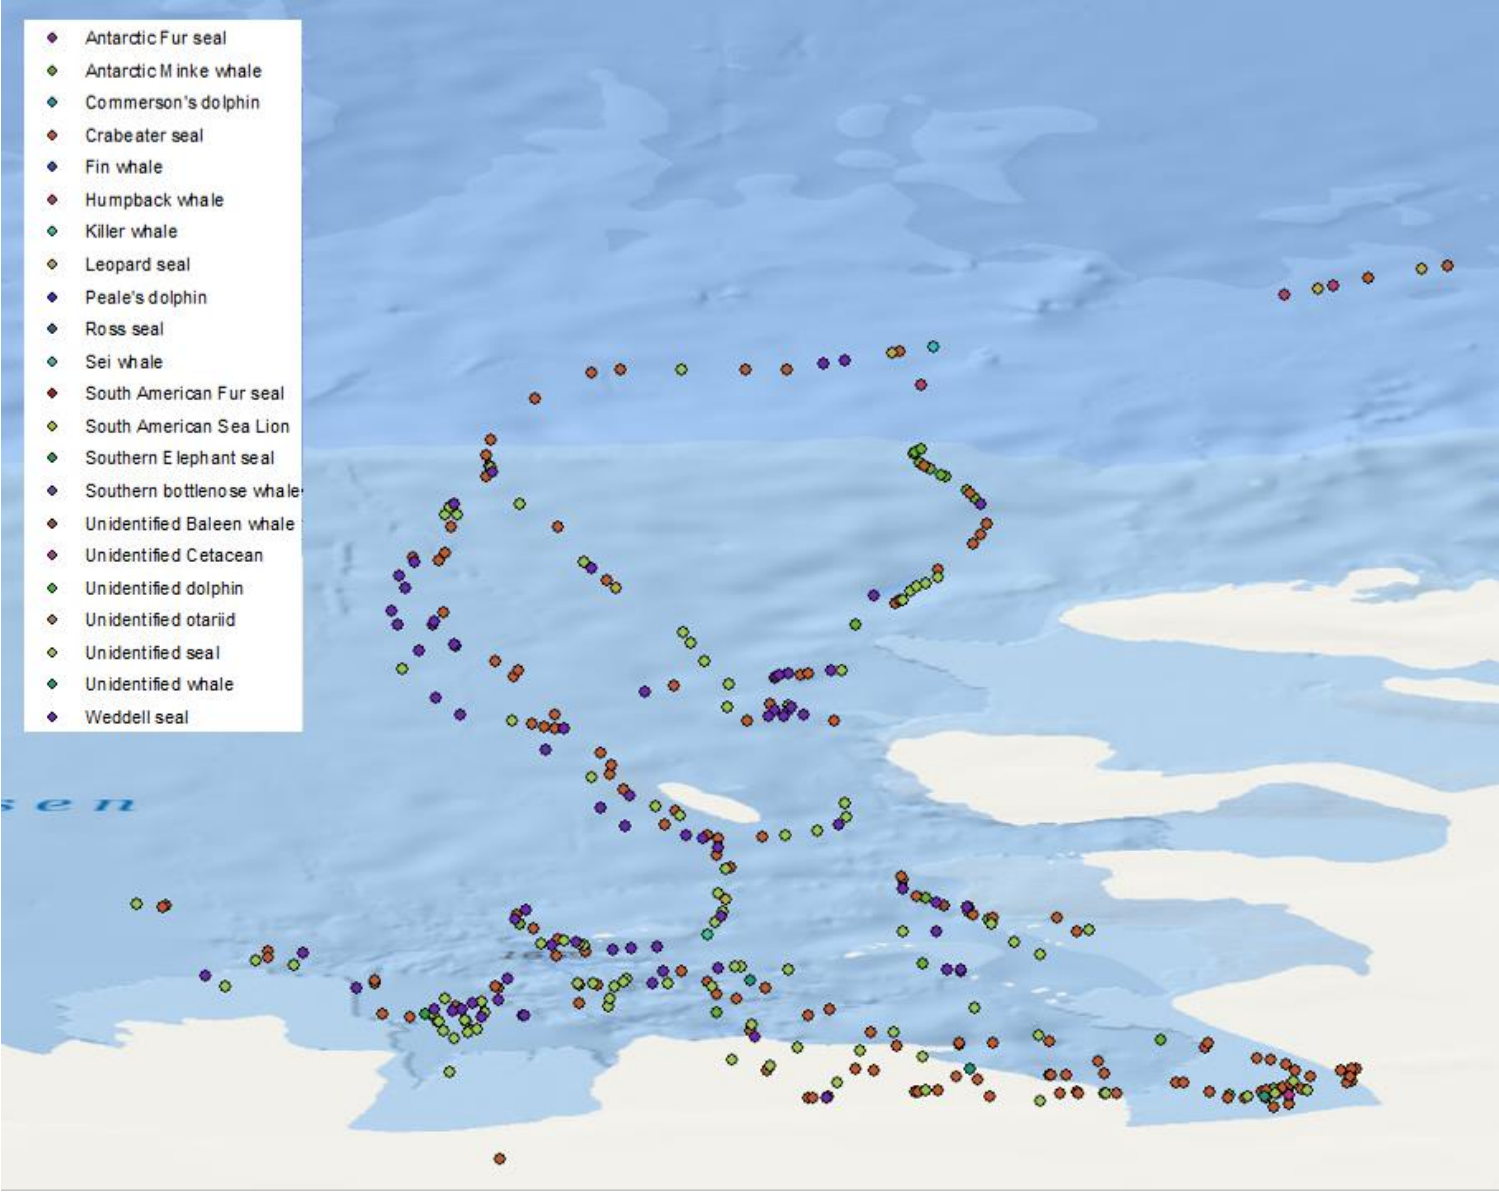 Antarctic Fur seal
Antarctic Minke whale
Commerson's dolphin
Crabeater seal
Fin whale
Humpback whale
Killer whale
Leopard seal
Peale's dolphin
Ross seal
Sei whale
South American Fur seal
South American Sea Lion
Southern Elephant seal
Southern bottlenose whale
Unidentified Baleen whale
Unidentified Cetacean
Unidentified dolphin
Unidentified otariid
Unidentified seal
Unidentified whale
Weddell seal
sen